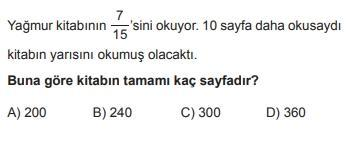 Yağmur kitabının 7/15'sini okuyor. 10 sayfa daha okusaydı
kitabın yarısını okumuş olacaktı.
Buna göre kitabın tamamı kaç sayfadır?
A) 200 B) 240 C) 300 D) 360